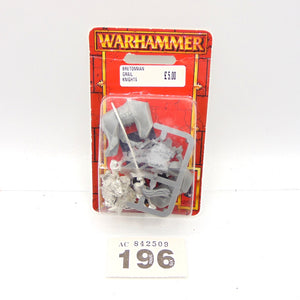 WARHAMMER
BRETONNIAN
GRAIL
KNIGHTS
£5.00
AC 842509
196